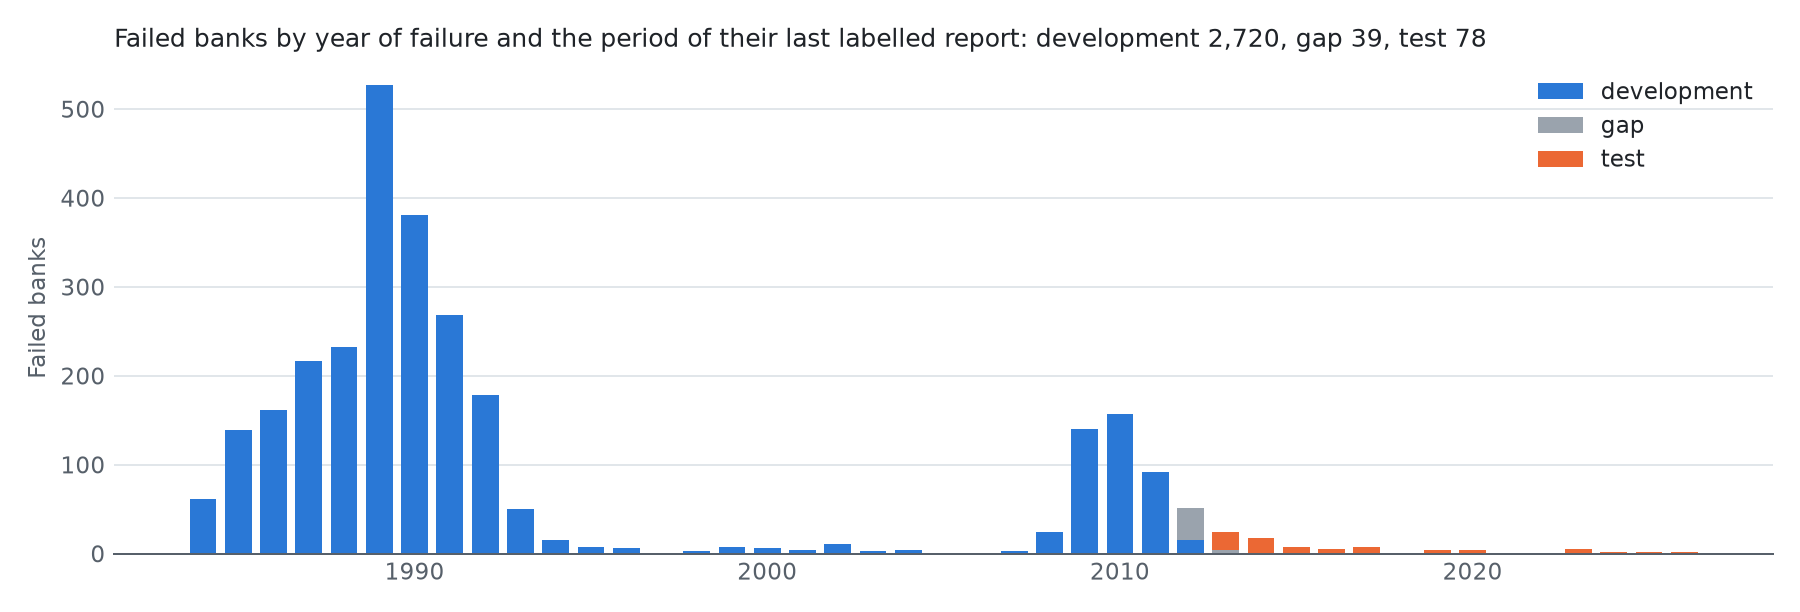 Failed banks by year of failure and the period of their last labelled report: development 2,720, gap 39, test 78
development
gap
test
Failed banks
500
400
300
200
100
0
1990
2000
2010
2020